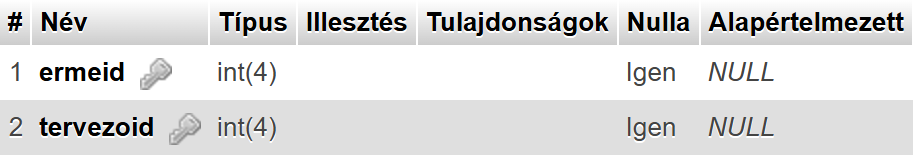 # Név Típus Illesztés Tulajdonságok Nulla Alapértelmezett
1 ermeid int(4) Igen NULL
2 tervezoid int(4) Igen NULL